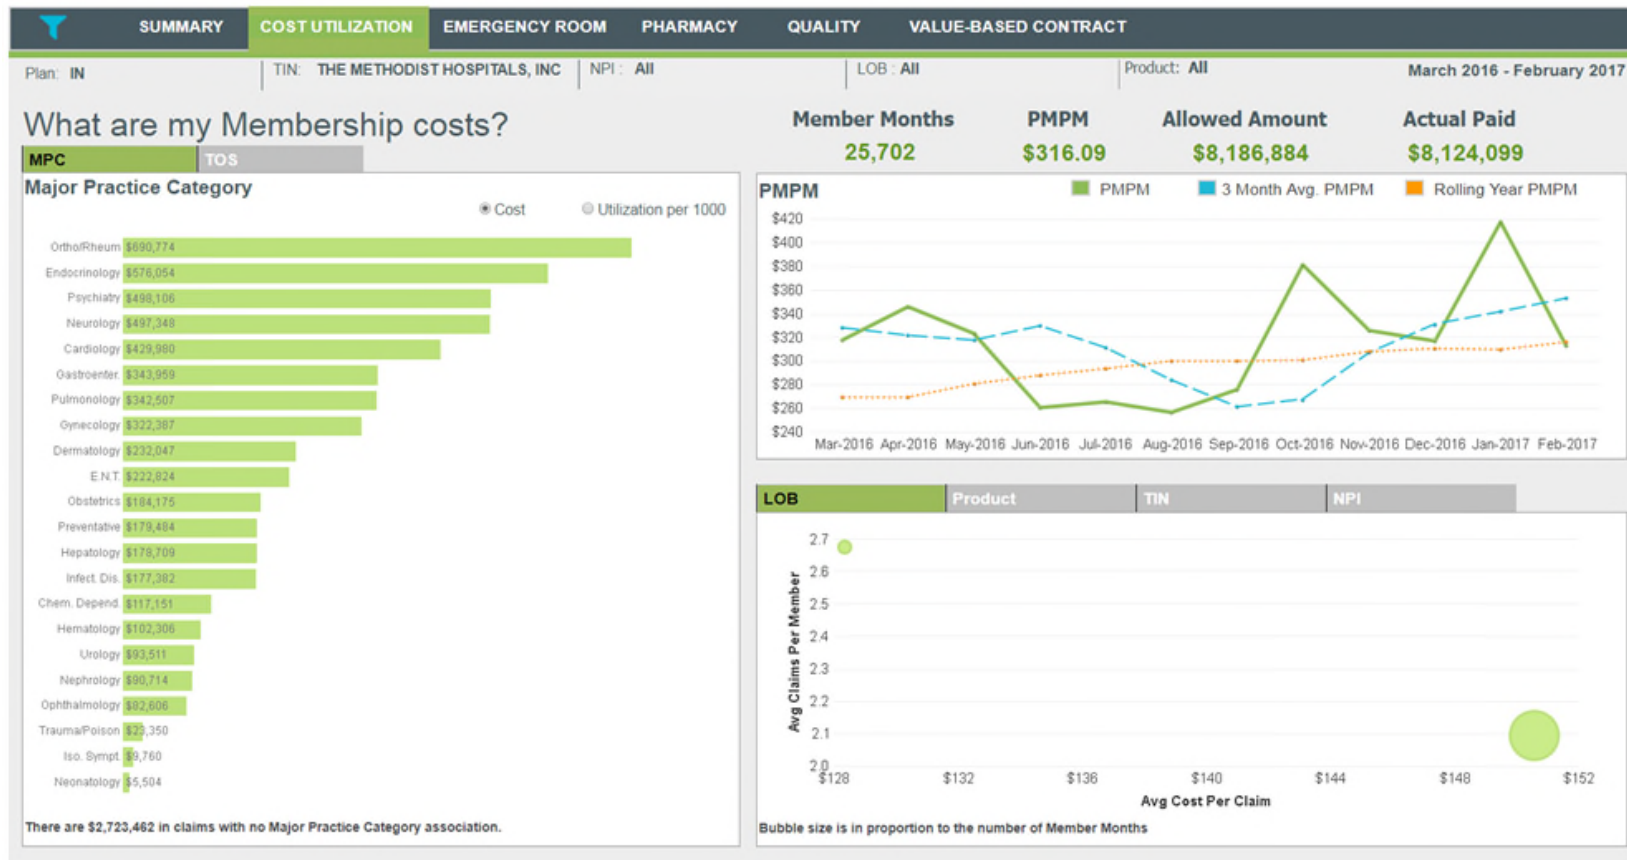 SUMMARY COST UTILIZATION EMERGENCY ROOM PHARMACY QUALITY VALUE-BASED CONTRACT
Plan: IN TIN: THE METHODIST HOSPITALS, INC NPI : All LOB : All Product: All March 2016 - February 2017
What are my Membership costs?
Member Months PMPM Allowed Amount Actual Paid
25,702 $316.09 $8,186,884 $8,124,099
MPC TOS
Major Practice Category
Cost Utilization per 1000
Ortho/Rheum $690,774
Endocrinology $576,054
Psychiatry $498,106
Neurology $497,348
Cardiology $429,980
Gastroenter. $343,959
Pulmonology $342,507
Gynecology $322,387
Dermatology $232,047
E.N.T. $222,824
Obstetrics $184,175
Preventative $179,484
Hepatology $178,709
Infect. Dis. $177,382
Chem. Depend. $117,151
Hematology $102,306
Urology $93,511
Nephrology $90,714
Ophthalmology $82,606
Trauma/Poison $23,350
Iso. Sympt. $9,760
Neonatology $5,504
There are $2,723,462 in claims with no Major Practice Category association.
PMPM
PMPM 3 Month Avg. PMPM Rolling Year PMPM
$420
$400
$380
$360
$340
$320
$300
$280
$260
$240
Mar-2016 Apr-2016 May-2016 Jun-2016 Jul-2016 Aug-2016 Sep-2016 Oct-2016 Nov-2016 Dec-2016 Jan-2017 Feb-2017
LOB Product TIN NPI
Avg Claims Per Member
2.7
2.6
2.5
2.4
2.3
2.2
2.1
2.0
$128 $132 $136 $140 $144 $148 $152
Avg Cost Per Claim
Bubble size is in proportion to the number of Member Months